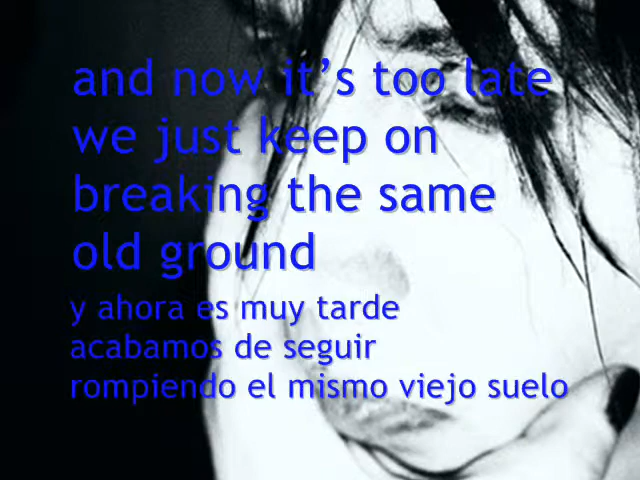 and now it’s too late
we just keep on
breaking the same
old ground
y ahora es muy tarde
acabamos de seguir
rompiendo el mismo viejo suelo